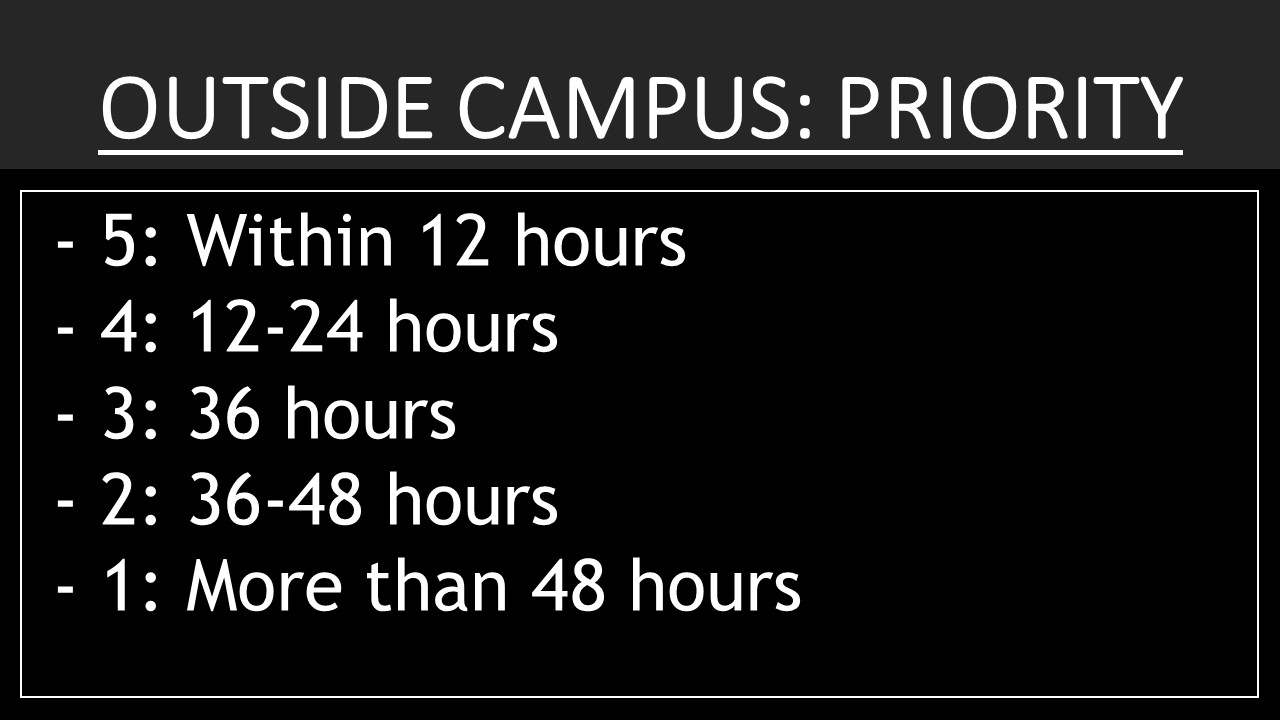 OUTSIDE CAMPUS: PRIORITY
- 5: Within 12 hours
- 4: 12-24 hours
- 3: 36 hours
- 2: 36-48 hours
- 1: More than 48 hours